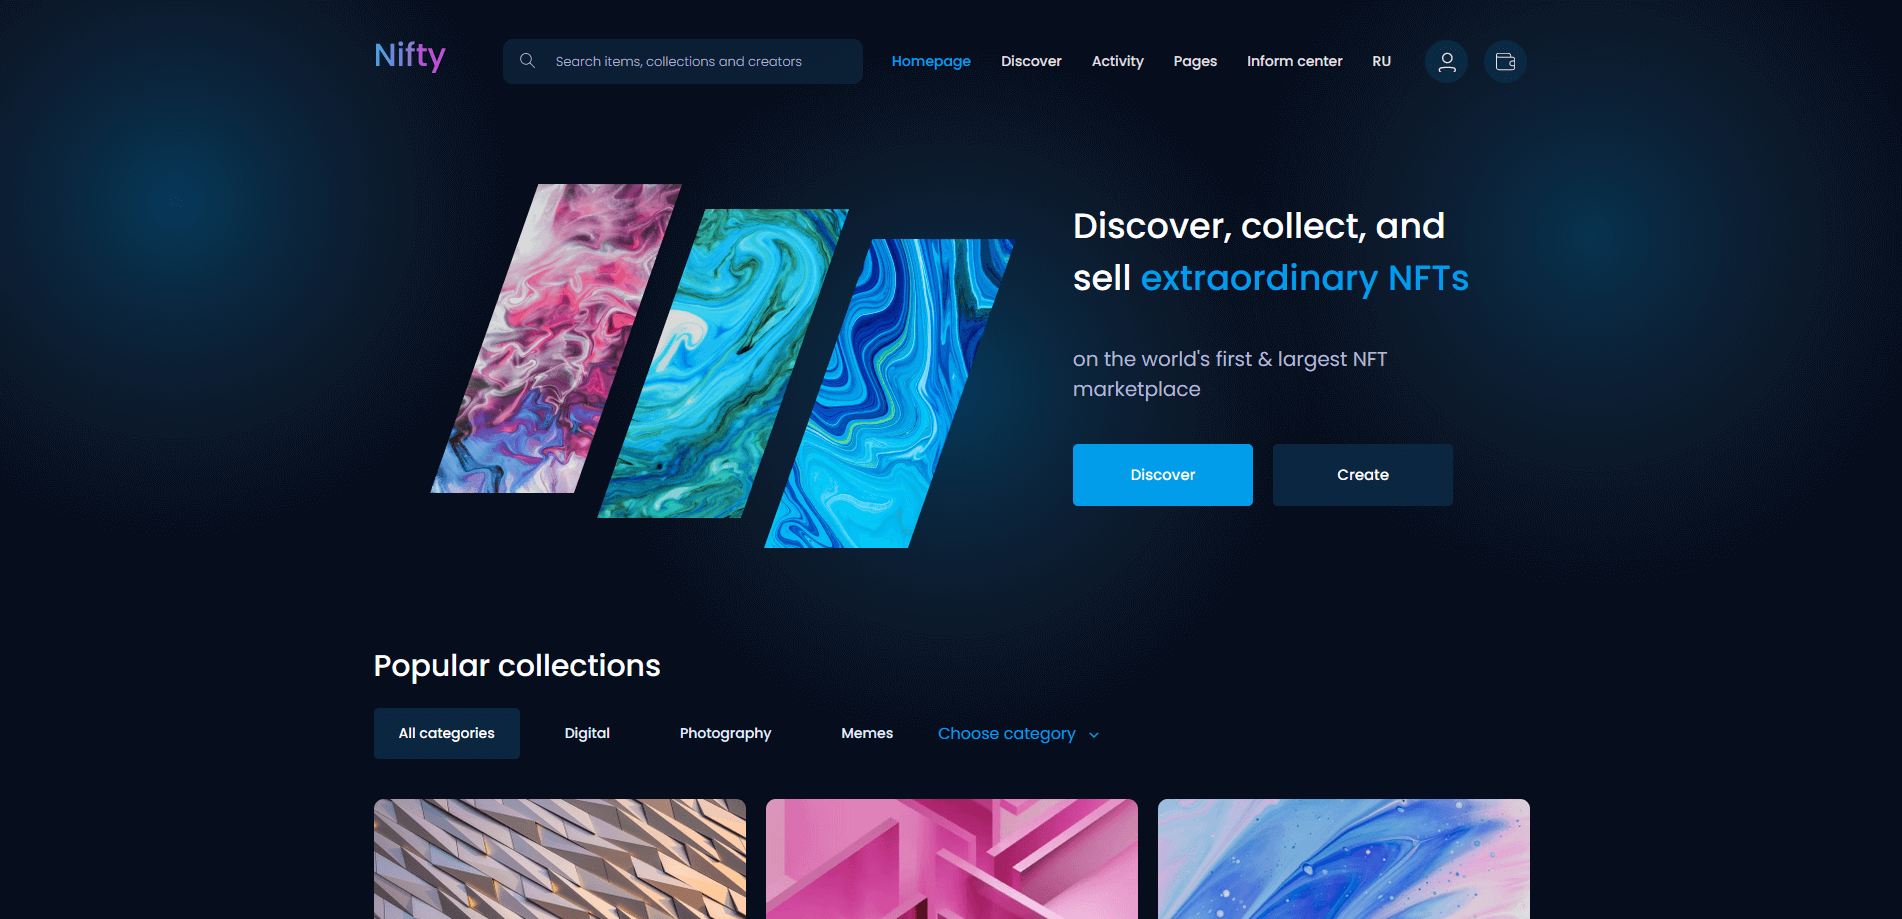 Nifty
Search items, collections and creators
Homepage
Discover
Activity
Pages
Inform center
RU
Discover, collect, and
sell extraordinary NFTs
on the world's first & largest NFT
marketplace
Discover
Create
Popular collections
All categories
Digital
Photography
Memes
Choose category